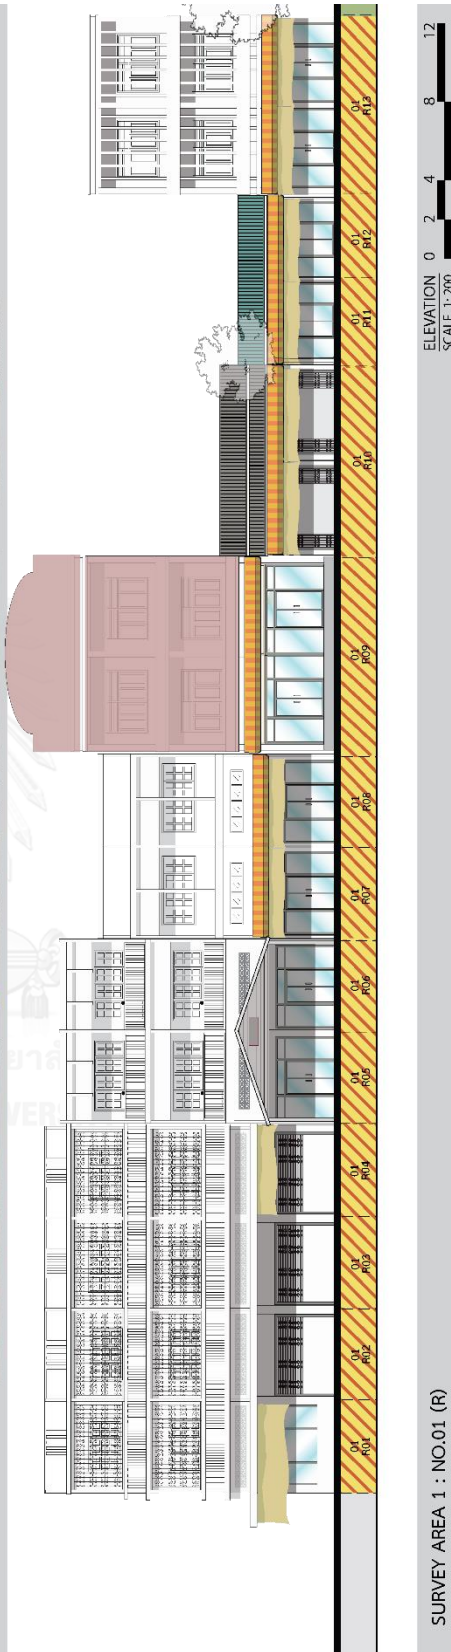 01
R01
01
R02
01
R03
01
R04
01
R05
01
R06
01
R07
01
R08
01
R09
01
R10
01
R11
01
R12
01
R13
SURVEY AREA 1 : NO.01 (R)
ELEVATION 0 2 4 8 12
SCALE 1: 200